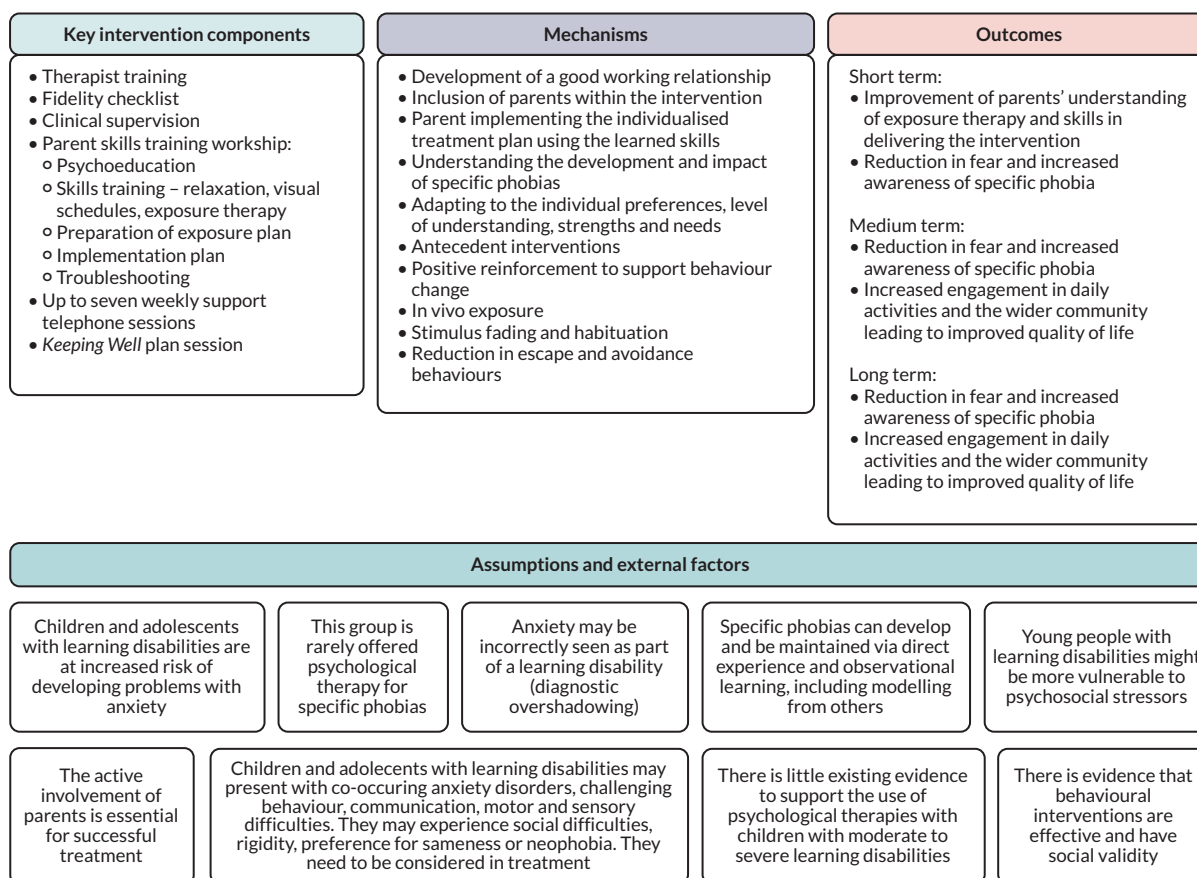 Key intervention components
• Therapist training
• Fidelity checklist
• Clinical supervision
• Parent skills training workship:
o Psychoeducation
o Skills training – relaxation, visual
schedules, exposure therapy
o Preparation of exposure plan
o Implementation plan
o Troubleshooting
• Up to seven weekly support
telephone sessions
• Keeping Well plan session
Mechanisms
• Development of a good working relationship
• Inclusion of parents within the intervention
• Parent implementing the individualised
treatment plan using the learned skills
• Understanding the development and impact
of specific phobias
• Adapting to the individual preferences, level
of understanding, strengths and needs
• Antecedent interventions
• Positive reinforcement to support behaviour
change
• In vivo exposure
• Stimulus fading and habituation
• Reduction in escape and avoidance
behaviours
Outcomes
Short term:
• Improvement of parents’ understanding
of exposure therapy and skills in
delivering the intervention
• Reduction in fear and increased
awareness of specific phobia
Medium term:
• Reduction in fear and increased
awareness of specific phobia
• Increased engagement in daily
activities and the wider community
leading to improved quality of life
Long term:
• Reduction in fear and increased
awareness of specific phobia
• Increased engagement in daily
activities and the wider community
leading to improved quality of life
Assumptions and external factors
Children and adolescents
with learning disabilities are
at increased risk of
developing problems with
anxiety
This group is
rarely offered
psychological
therapy for
specific phobias
Anxiety may be
incorrectly seen as part
of a learning disability
(diagnostic
overshadowing)
Specific phobias can develop
and be maintained via direct
experience and observational
learning, including modelling
from others
Young people with
learning disabilities might
be more vulnerable to
psychosocial stressors
The active
involvement of
parents is essential
for successful
treatment
Children and adolecents with learning disabilities may
present with co-occuring anxiety disorders, challenging
behaviour, communication, motor and sensory
difficulties. They may experience social difficulties,
rigidity, preference for sameness or neophobia. They
need to be considered in treatment
There is little existing evidence
to support the use of
psychological therapies with
children with moderate to
severe learning disabilities
There is evidence that
behavioural
interventions are
effective and have
social validity